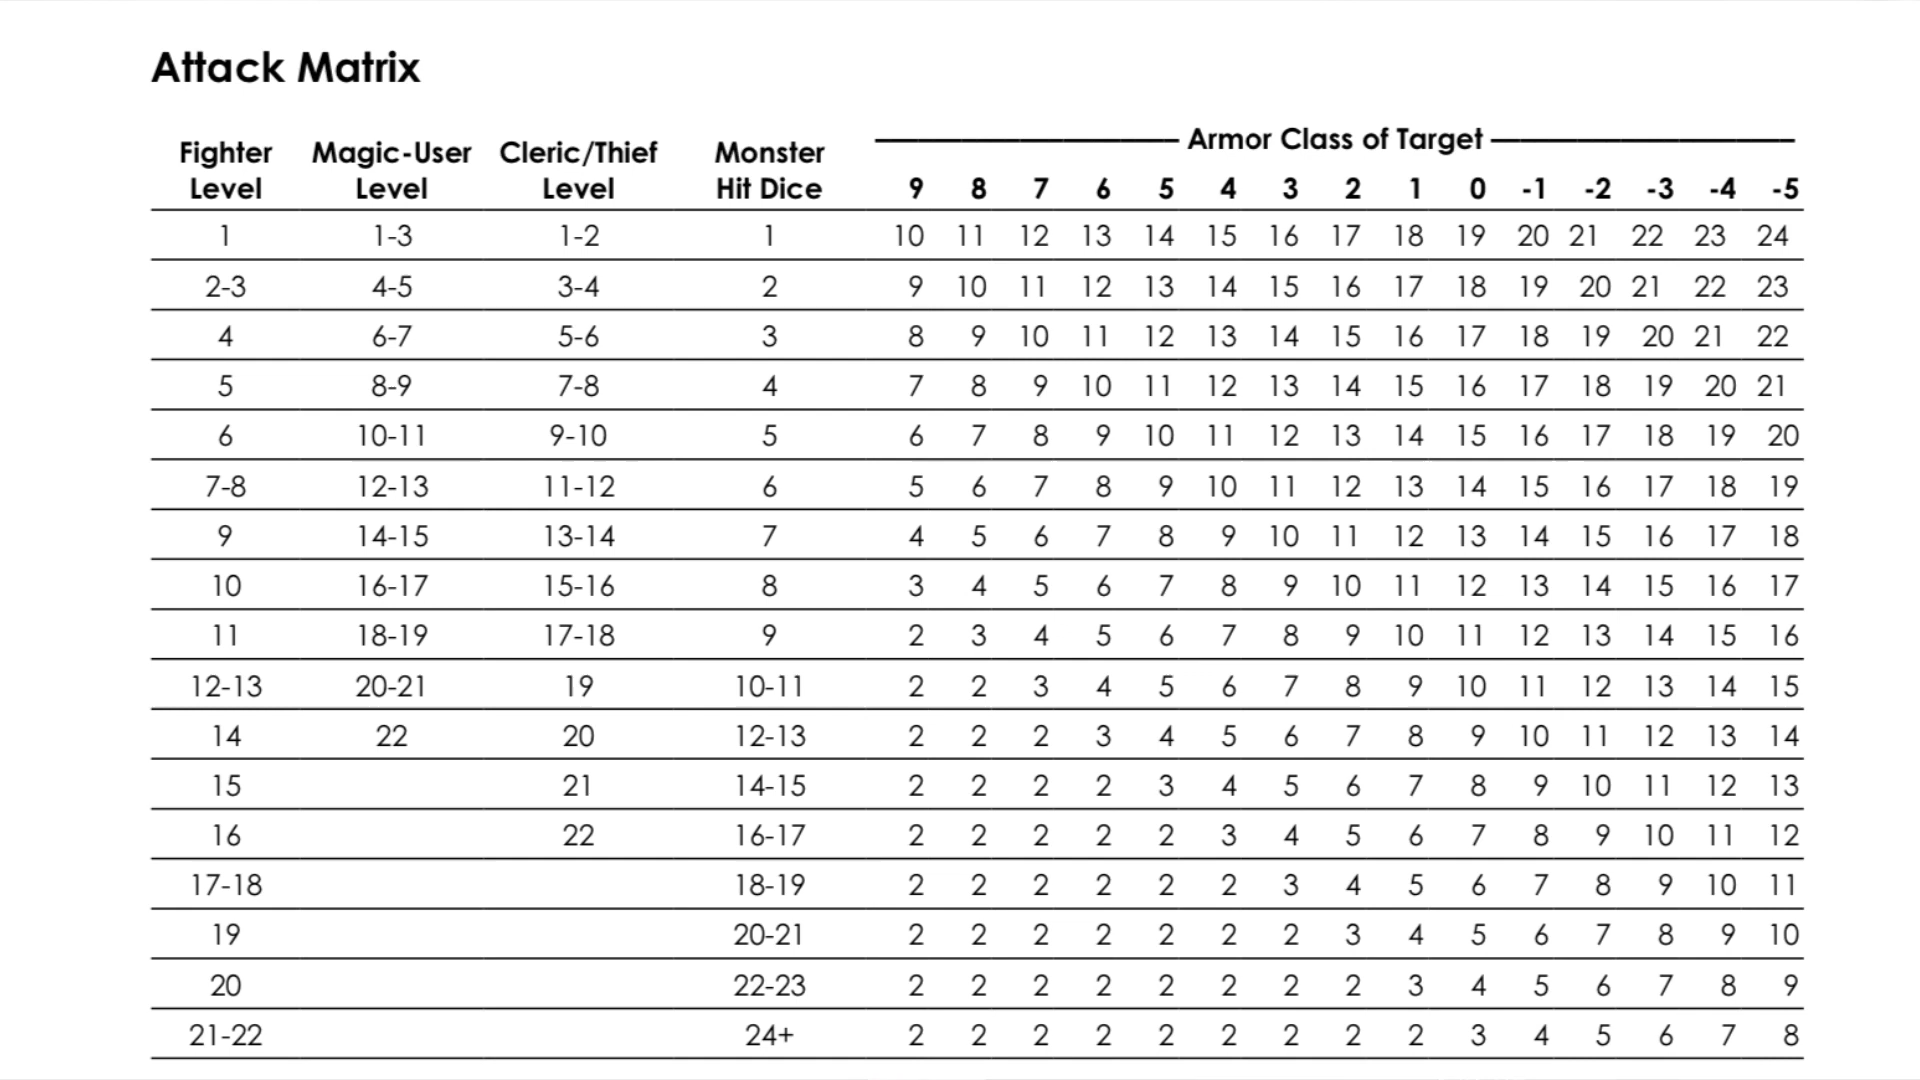 Attack Matrix
Armor Class of Target
Fighter Magic-User Cleric/Thief Monster
Level Level Level Hit Dice 9 8 7 6 5 4 3 2 1 0 -1 -2 -3 -4 -5
1 1-3 1-2 1 10 11 12 13 14 15 16 17 18 19 20 21 22 23 24
2-3 4-5 3-4 2 9 10 11 12 13 14 15 16 17 18 19 20 21 22 23
4 6-7 5-6 3 8 9 10 11 12 13 14 15 16 17 18 19 20 21 22
5 8-9 7-8 4 7 8 9 10 11 12 13 14 15 16 17 18 19 20 21
6 10-11 9-10 5 6 7 8 9 10 11 12 13 14 15 16 17 18 19 20
7-8 12-13 11-12 6 5 6 7 8 9 10 11 12 13 14 15 16 17 18 19
9 14-15 13-14 7 4 5 6 7 8 9 10 11 12 13 14 15 16 17 18
10 16-17 15-16 8 3 4 5 6 7 8 9 10 11 12 13 14 15 16 17
11 18-19 17-18 9 2 3 4 5 6 7 8 9 10 11 12 13 14 15 16
12-13 20-21 19 10-11 2 2 3 4 5 6 7 8 9 10 11 12 13 14 15
14 22 20 12-13 2 2 2 3 4 5 6 7 8 9 10 11 12 13 14
15 21 14-15 2 2 2 2 3 4 5 6 7 8 9 10 11 12 13
16 22 16-17 2 2 2 2 2 3 4 5 6 7 8 9 10 11 12
17-18 18-19 2 2 2 2 2 2 3 4 5 6 7 8 9 10 11
19 20-21 2 2 2 2 2 2 2 3 4 5 6 7 8 9 10
20 22-23 2 2 2 2 2 2 2 2 3 4 5 6 7 8 9
21-22 24+ 2 2 2 2 2 2 2 2 2 3 4 5 6 7 8